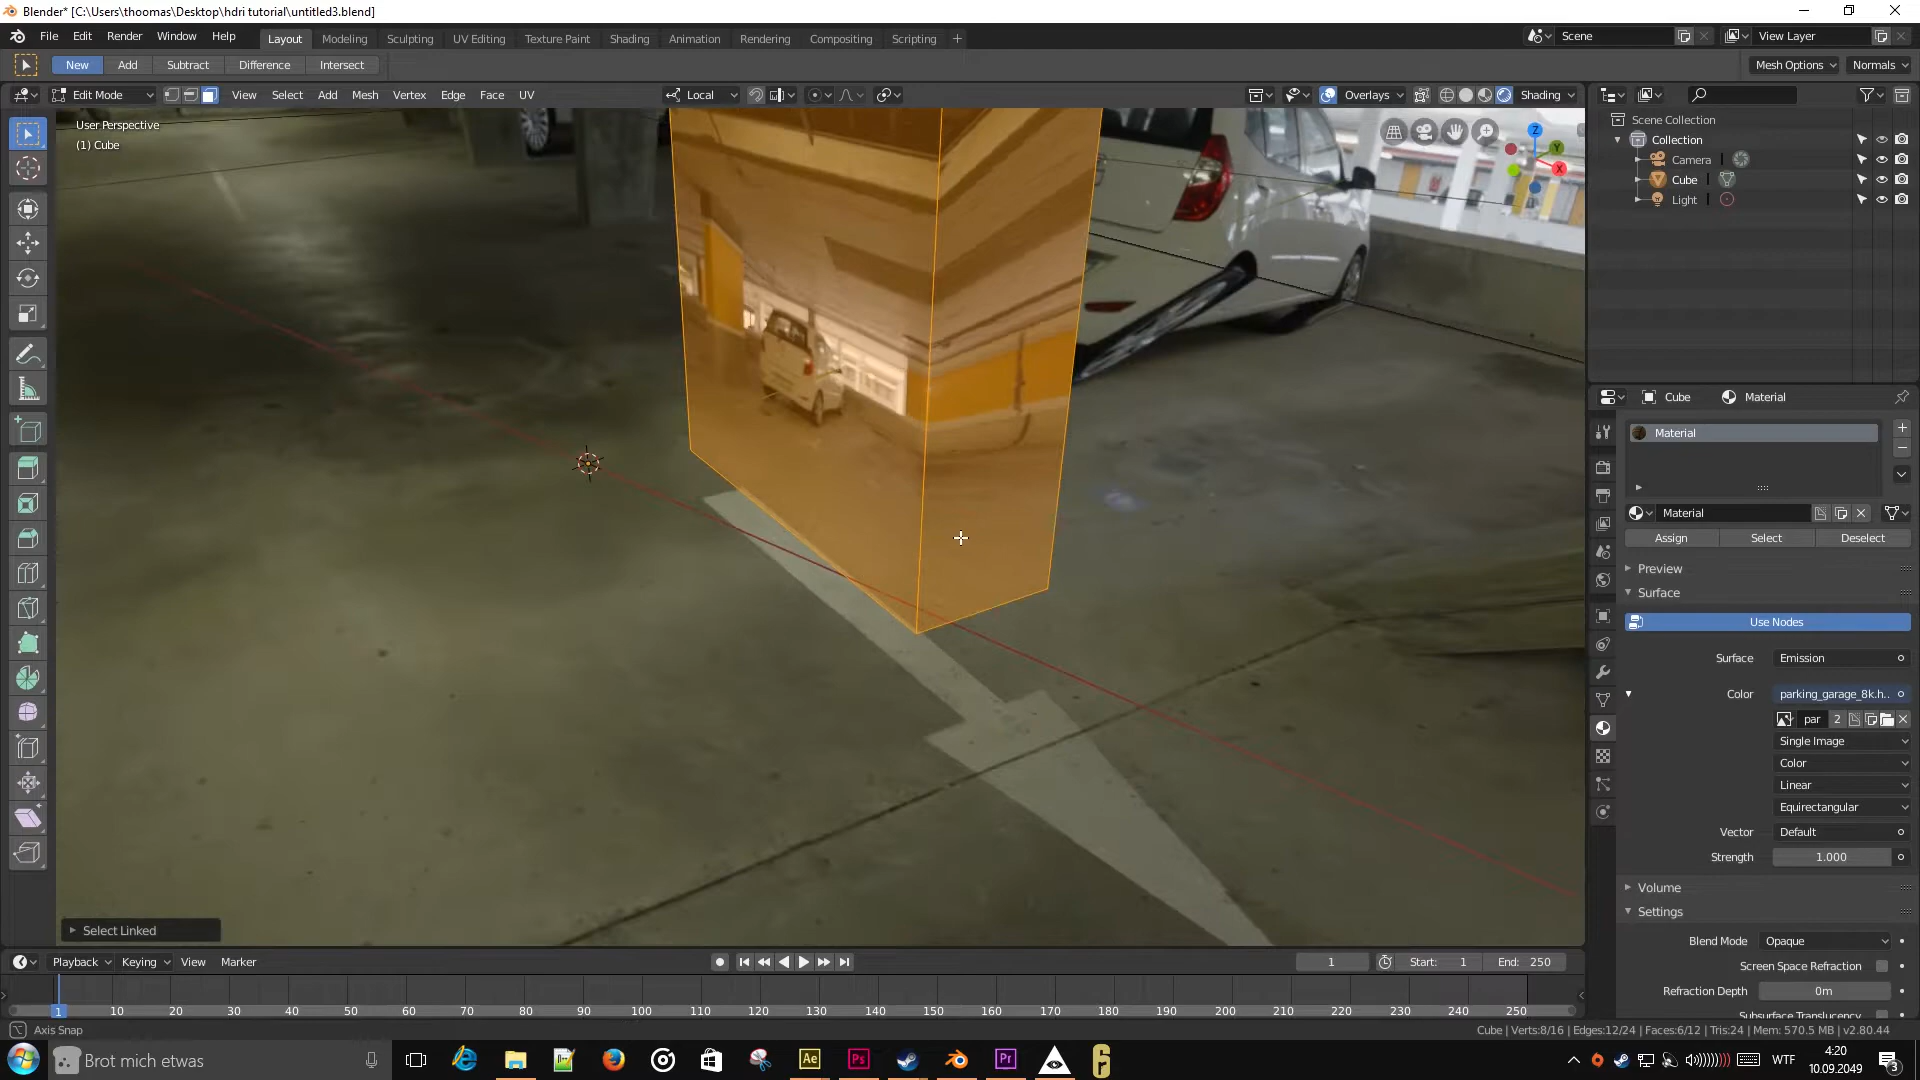 Blender* [C:\Users\thoomas\Desktop\hdri tutorial\untitled3.blend]
File Edit Render Window Help Layout Modeling Sculpting UV Editing Texture Paint Shading Animation Rendering Compositing Scripting + Scene View Layer
New Add Subtract Difference Intersect Mesh Options Normals
Edit Mode View Select Add Mesh Vertex Edge Face UV Local Overlays Shading
User Perspective
(1) Cube
Z
Y
X
Scene Collection
Collection
Camera
Cube
Light
Cube Material
Material
Material
Assign Select Deselect
Preview
Surface
Use Nodes
Surface Emission
Color parking_garage_8k.h..
par 2
Single Image
Color
Linear
Equirectangular
Vector Default
Strength 1.000
Volume
Settings
Blend Mode Opaque
Screen Space Refraction
Refraction Depth 0m
Subsurface Translucency
Select Linked
Playback Keying View Marker 1 Start: 1 End: 250
1 10 20 30 40 50 60 70 80 90 100 110 120 130 140 150 160 170 180 190 200 210 220 230 240 250
Axis Snap
Cube | Verts:8/16 | Edges:12/24 | Faces:6/12 | Tris:24 | Mem: 570.5 MB | v2.80.44
Brot mich etwas
Ae Ps Pr
WTF
4:20
10.09.2049
3